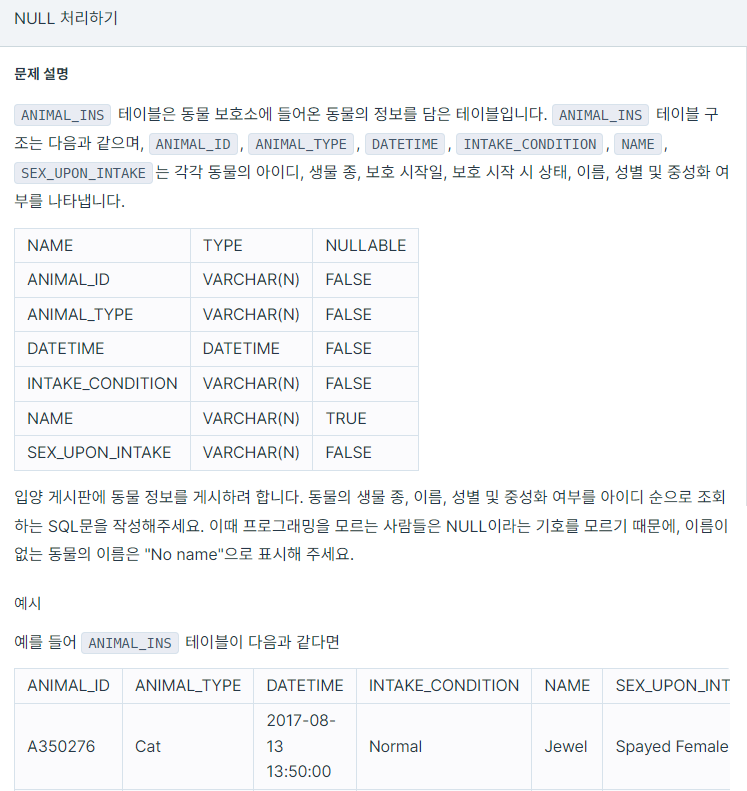 NULL 처리하기
문제 설명
ANIMAL_INS 테이블은 동물 보호소에 들어온 동물의 정보를 담은 테이블입니다. ANIMAL_INS 테이블 구
조는 다음과 같으며, ANIMAL_ID , ANIMAL_TYPE , DATETIME , INTAKE_CONDITION , NAME ,
SEX_UPON_INTAKE 는 각각 동물의 아이디, 생물 종, 보호 시작일, 보호 시작 시 상태, 이름, 성별 및 중성화 여
부를 나타냅니다.
NAME TYPE NULLABLE
ANIMAL_ID VARCHAR(N) FALSE
ANIMAL_TYPE VARCHAR(N) FALSE
DATETIME DATETIME FALSE
INTAKE_CONDITION VARCHAR(N) FALSE
NAME VARCHAR(N) TRUE
SEX_UPON_INTAKE VARCHAR(N) FALSE
입양 게시판에 동물 정보를 게시하려 합니다. 동물의 생물 종, 이름, 성별 및 중성화 여부를 아이디 순으로 조회
하는 SQL문을 작성해주세요. 이때 프로그래밍을 모르는 사람들은 NULL이라는 기호를 모르기 때문에, 이름이
없는 동물의 이름은 "No name"으로 표시해 주세요.
예시
예를 들어 ANIMAL_INS 테이블이 다음과 같다면
ANIMAL_ID ANIMAL_TYPE DATETIME INTAKE_CONDITION NAME SEX_UPON_INT
A350276 Cat 2017-08-
13
13:50:00 Normal Jewel Spayed Female